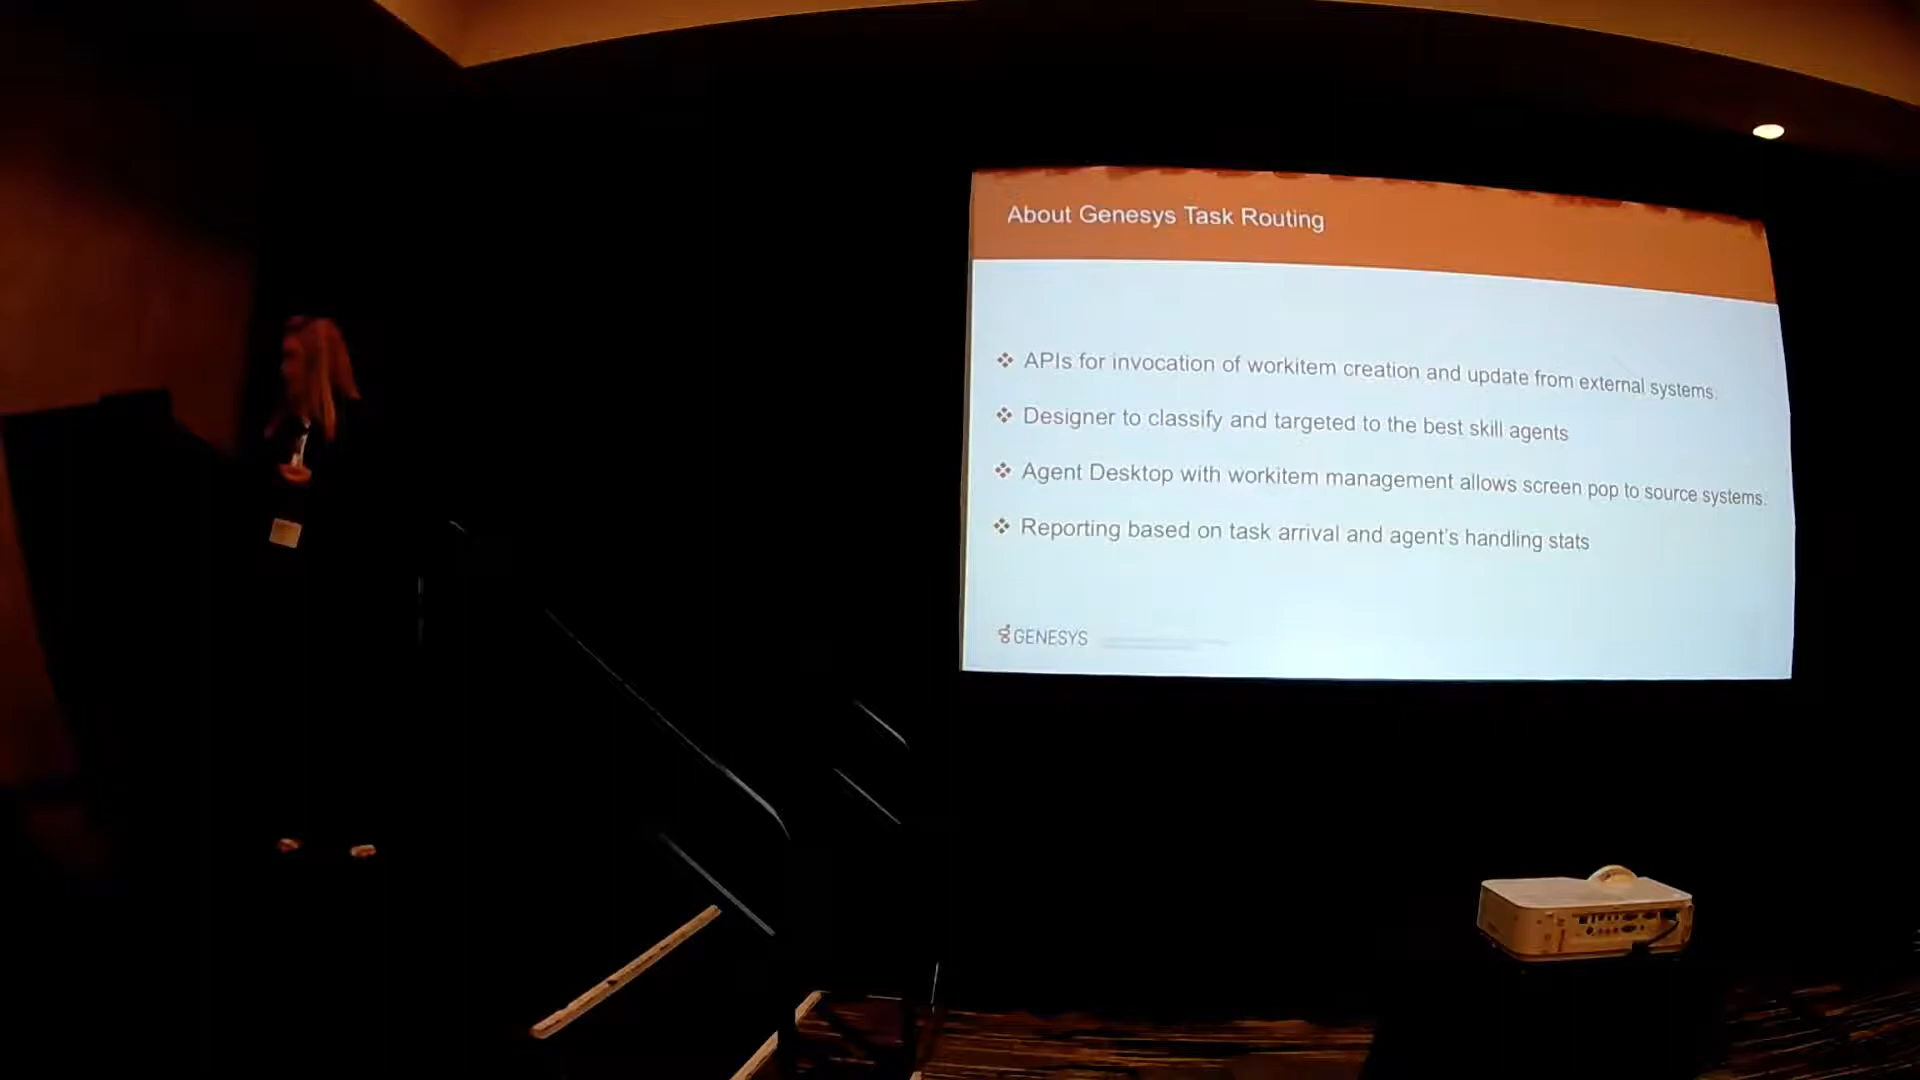 About Genesys Task Routing
APIs for invocation of workitem creation and update from external systems.
Designer to classify and targeted to the best skill agents
Agent Desktop with workitem management allows screen pop to source systems.
Reporting based on task arrival and agent's handling stats
GENESYS